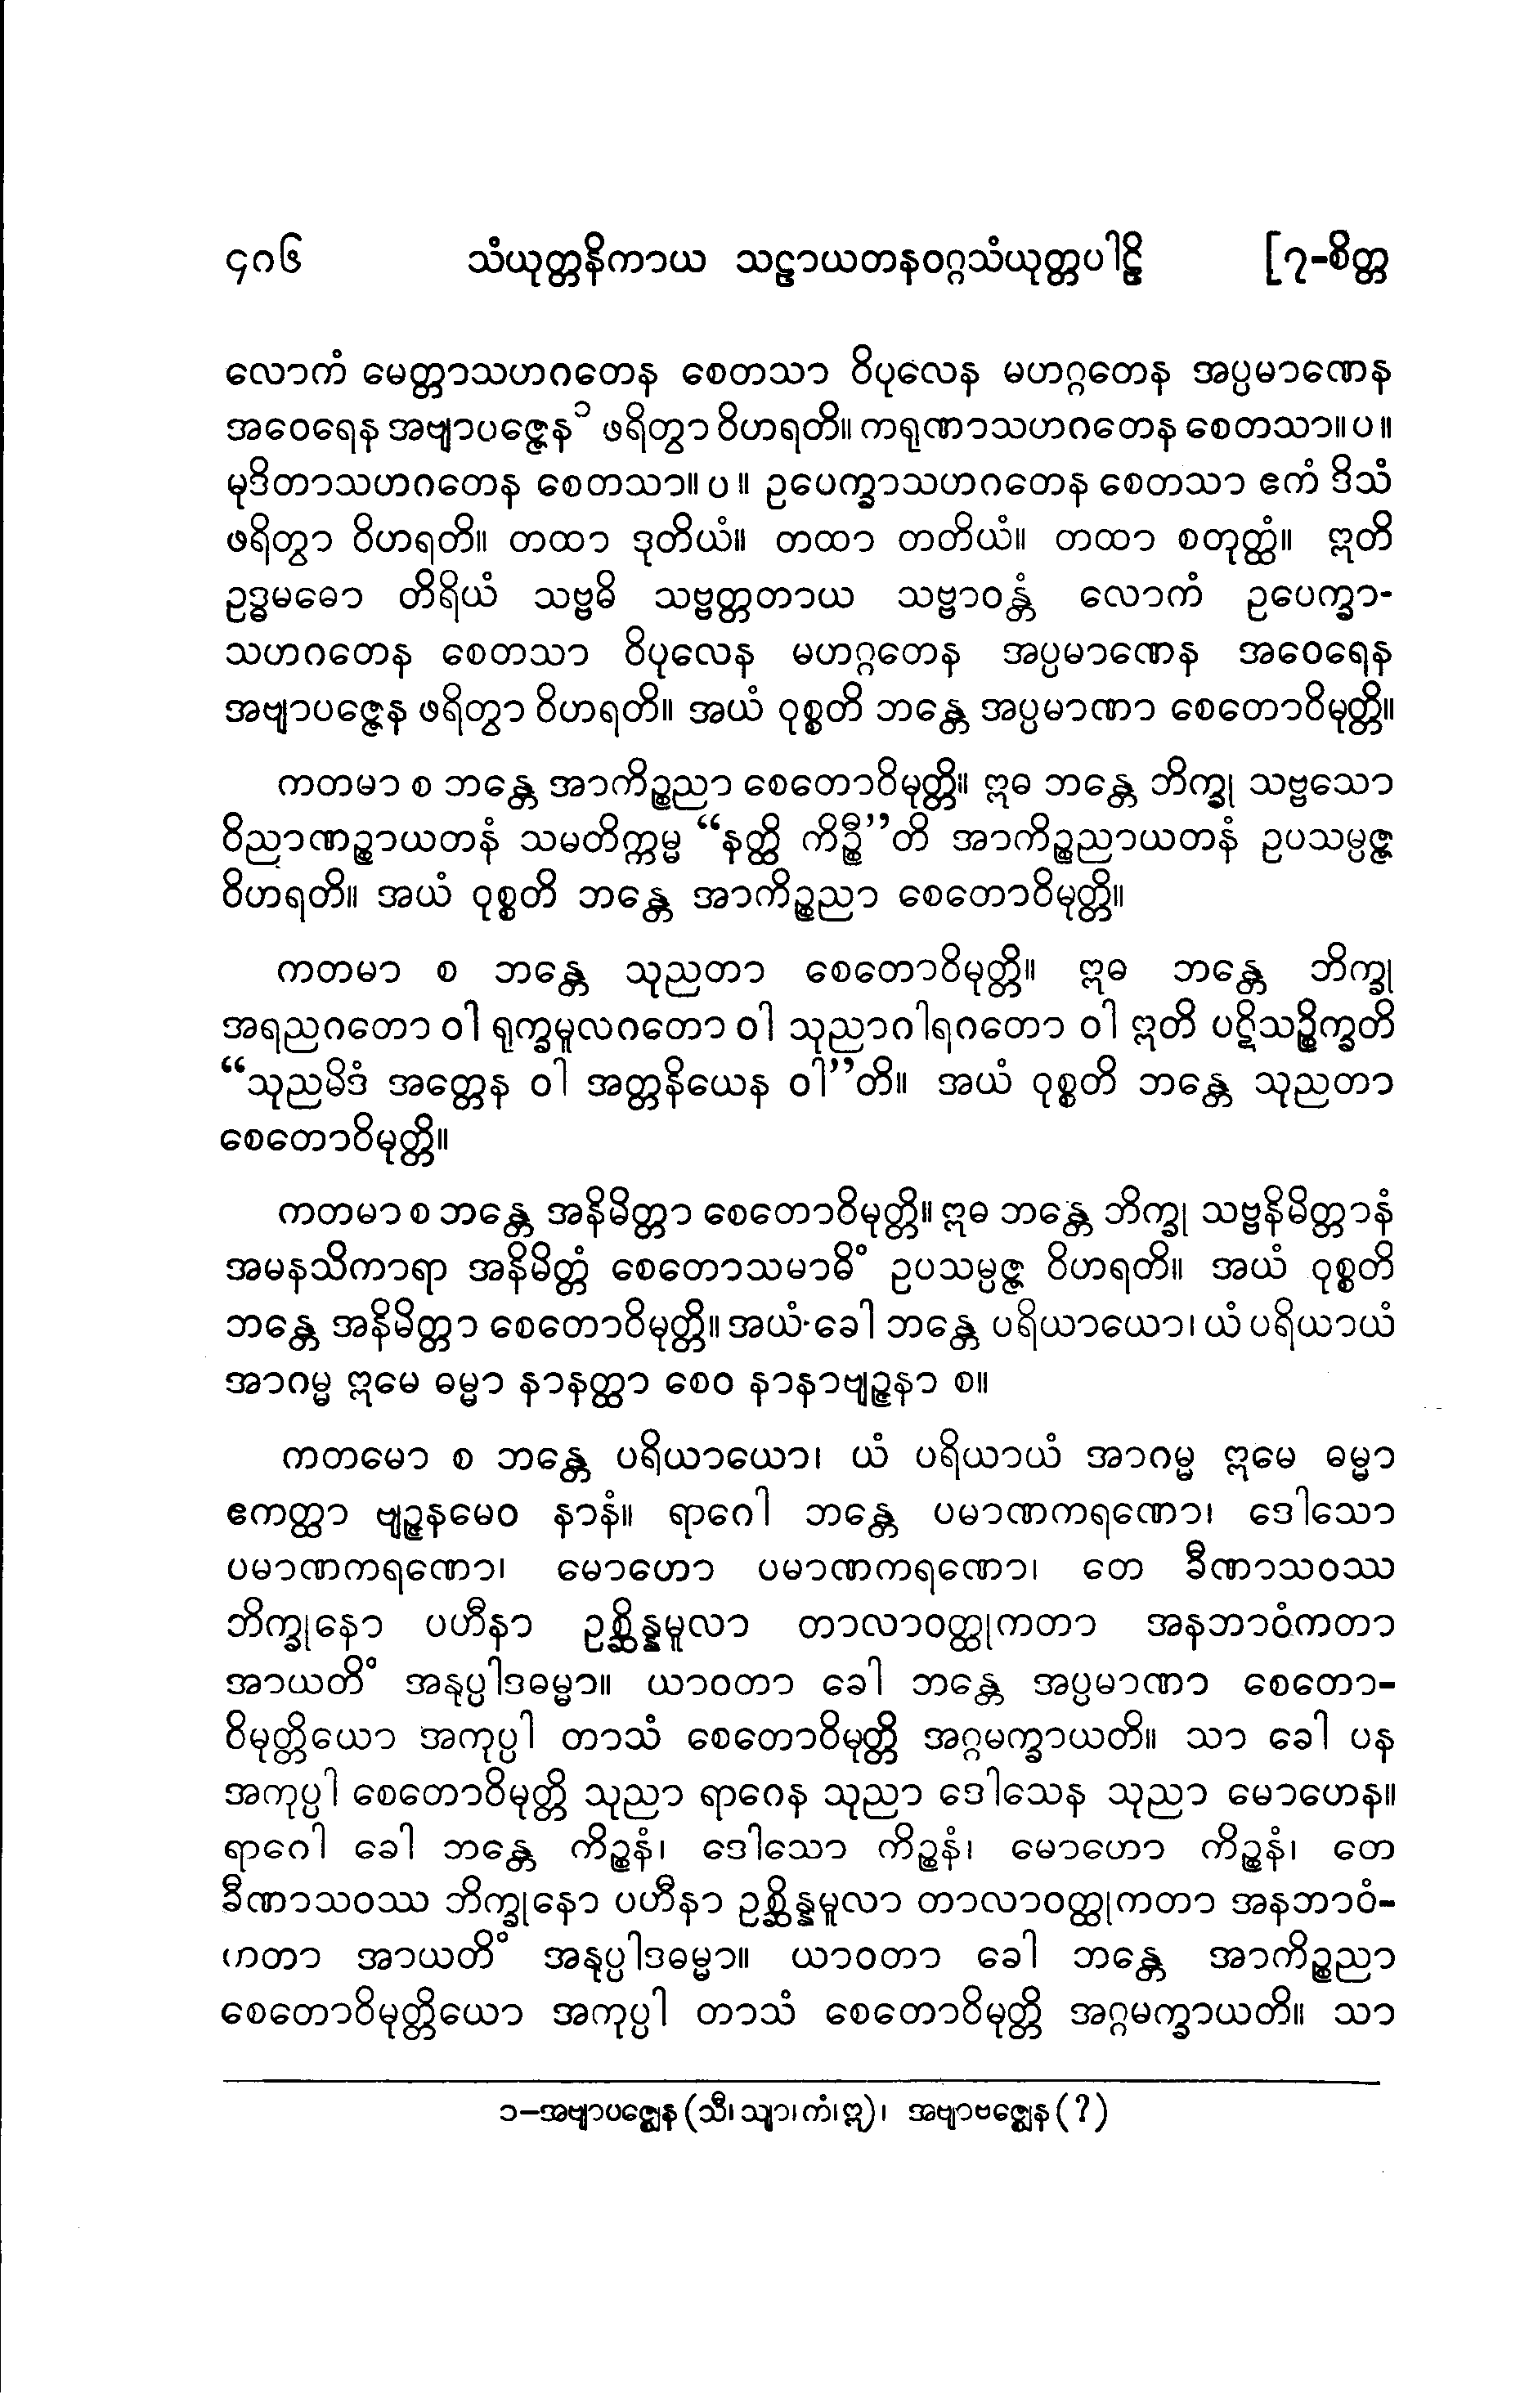 ၄၈၆ သံယုတ္တနိကာယ သဠာယတနဝဂ္ဂသံယုတ္တပါဠိ [၇-စိတ္တ
လောကံ မေတ္တာသဟဂတေန စေတသာ ဝိပုလေန မဟဂ္ဂတေန အပ္ပမာဏေန
အဝေရေန အဗျာပဇ္ဇေန၁ ဖရိတွာ ဝိဟရတိ။ ကရုဏာသဟဂတေန စေတသာ။ ပ ။
မုဒိတာသဟဂတေန စေတသာ။ ပ ။ ဥပေက္ခာသဟဂတေန စေတသာ ဧကံ ဒိသံ
ဖရိတွာ ဝိဟရတိ။ တထာ ဒုတိယံ။ တထာ တတိယံ။ တထာ စတုတ္ထံ။ ဣတိ
ဥဒ္ဓမဓော တိရိယံ သဗ္ဗဓိ သဗ္ဗတ္တတာယ သဗ္ဗာဝန္တံ လောကံ ဥပေက္ခာ-
သဟဂတေန စေတသာ ဝိပုလေန မဟဂ္ဂတေန အပ္ပမာဏေန အဝေရေန
အဗျာပဇ္ဇေန ဖရိတွာ ဝိဟရတိ။ အယံ ဝုစ္စတိ ဘန္တေ အပ္ပမာဏာ စေတောဝိမုတ္တိ။
ကတမာ စ ဘန္တေ အာကိဉ္စညာ စေတောဝိမုတ္တိ။ ဣဓ ဘန္တေ ဘိက္ခု သဗ္ဗသော
ဝိညာဏဉ္စာယတနံ သမတိက္ကမ္မ “နတ္ထိ ကိဉ္စီ”တိ အာကိဉ္စညာယတနံ ဥပသမ္ပဇ္ဇ
ဝိဟရတိ။ အယံ ဝုစ္စတိ ဘန္တေ အာကိဉ္စညာ စေတောဝိမုတ္တိ။
ကတမာ စ ဘန္တေ သုညတာ စေတောဝိမုတ္တိ။ ဣဓ ဘန္တေ ဘိက္ခု
အရညဂတော ဝါ ရုက္ခမူလဂတော ဝါ သုညာဂါရဂတော ဝါ ဣတိ ပဋိသဉ္စိက္ခတိ
“သုညမိဒံ အတ္တေန ဝါ အတ္တနိယေန ဝါ”တိ။ အယံ ဝုစ္စတိ ဘန္တေ သုညတာ
စေတောဝိမုတ္တိ။
ကတမာ စ ဘန္တေ အနိမိတ္တာ စေတောဝိမုတ္တိ။ ဣဓ ဘန္တေ ဘိက္ခု သဗ္ဗနိမိတ္တာနံ
အမနသိကာရာ အနိမိတ္တံ စေတောသမာဓိံ ဥပသမ္ပဇ္ဇ ဝိဟရတိ။ အယံ ဝုစ္စတိ
ဘန္တေ အနိမိတ္တာ စေတောဝိမုတ္တိ။ အယံ ခေါ ဘန္တေ ပရိယာယော၊ ယံ ပရိယာယံ
အာဂမ္မ ဣမေ ဓမ္မာ နာနတ္ထာ စေဝ နာနာဗျဉ္ဇနာ စ။
ကတမော စ ဘန္တေ ပရိယာယော၊ ယံ ပရိယာယံ အာဂမ္မ ဣမေ ဓမ္မာ
ဧကတ္ထာ ဗျဉ္ဇနမေဝ နာနံ။ ရာဂေါ ဘန္တေ ပမာဏကရဏော၊ ဒေါသော
ပမာဏကရဏော၊ မောဟော ပမာဏကရဏော၊ တေ ခီဏာသဝဿ
ဘိက္ခုနော ပဟီနာ ဥစ္ဆိန္နမူလာ တာလာဝတ္ထုကတာ အနဘာဝံကတာ
အာယတိံ အနုပ္ပါဒဓမ္မာ။ ယာဝတာ ခေါ ဘန္တေ အပ္ပမာဏာ စေတော-
ဝိမုတ္တိယော အကုပ္ပါ တာသံ စေတောဝိမုတ္တိ အဂ္ဂမက္ခာယတိ။ သာ ခေါ ပန
အကုပ္ပါ စေတောဝိမုတ္တိ သုညာ ရာဂေန သုညာ ဒေါသေန သုညာ မောဟေန။
ရာဂေါ ခေါ ဘန္တေ ကိဉ္စနံ၊ ဒေါသော ကိဉ္စနံ၊ မောဟော ကိဉ္စနံ၊ တေ
ခီဏာသဝဿ ဘိက္ခုနော ပဟီနာ ဥစ္ဆိန္နမူလာ တာလာဝတ္ထုကတာ အနဘာဝံ-
ကတာ အာယတိံ အနုပ္ပါဒဓမ္မာ။ ယာဝတာ ခေါ ဘန္တေ အာကိဉ္စညာ
စေတောဝိမုတ္တိယော အကုပ္ပါ တာသံ စေတောဝိမုတ္တိ အဂ္ဂမက္ခာယတိ။ သာ
၁-အဗျာပဇ္ဈေန (သီ၊ သျာ၊ ကံ၊ ဣ)၊ အဗျာဗဇ္ဈေန (?)